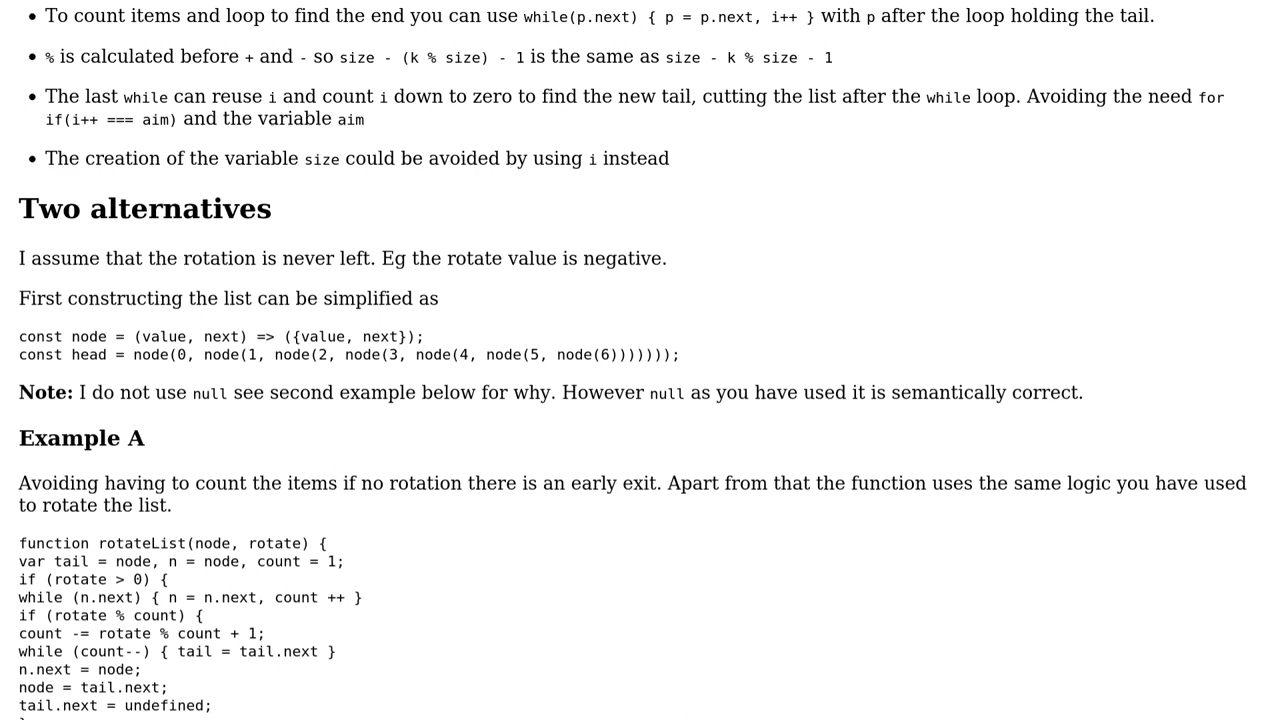 • To count items and loop to find the end you can use while(p.next) { p = p.next, i++ } with p after the loop holding the tail.
• % is calculated before + and - so size - (k % size) - 1 is the same as size - k % size - 1
• The last while can reuse i and count i down to zero to find the new tail, cutting the list after the while loop. Avoiding the need for
if(i++ === aim) and the variable aim
• The creation of the variable size could be avoided by using i instead
Two alternatives
I assume that the rotation is never left. Eg the rotate value is negative.
First constructing the list can be simplified as
const node = (value, next) => ({value, next});
const head = node(0, node(1, node(2, node(3, node(4, node(5, node(6)))))));
Note: I do not use null see second example below for why. However null as you have used it is semantically correct.
Example A
Avoiding having to count the items if no rotation there is an early exit. Apart from that the function uses the same logic you have used
to rotate the list.
function rotateList(node, rotate) {
var tail = node, n = node, count = 1;
if (rotate > 0) {
while (n.next) { n = n.next, count ++ }
if (rotate % count) {
count -= rotate % count + 1;
while (count--) { tail = tail.next }
n.next = node;
node = tail.next;
tail.next = undefined;